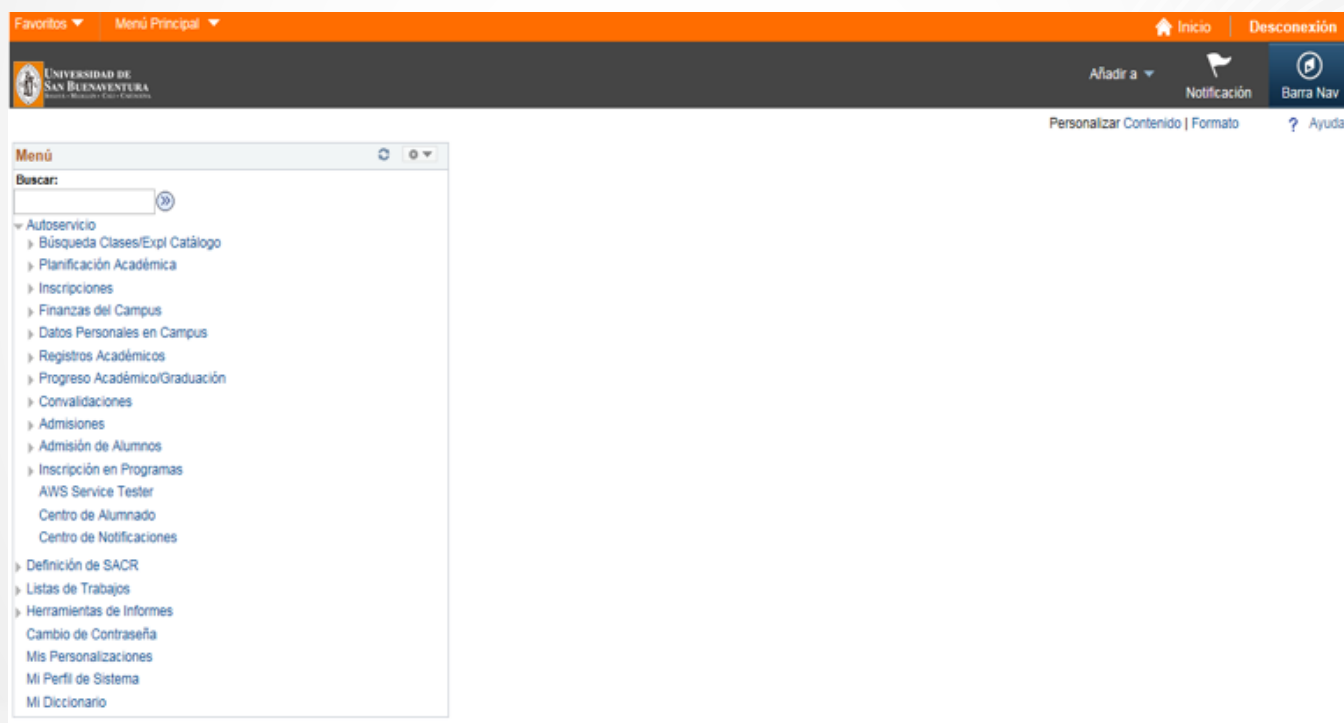 Favoritos Menú Principal Inicio Desconexión
UNIVERSIDAD DE
SAN BUENAVENTURA
Añadir a Notificación Barra Nav
Personalizar Contenido | Formato ? Ayuda
Menú
Buscar:
Autoservicio
Búsqueda Clases/Expl Catálogo
Planificación Académica
Inscripciones
Finanzas del Campus
Datos Personales en Campus
Registros Académicos
Progreso Académico/Graduación
Convalidaciones
Admisiones
Admisión de Alumnos
Inscripción en Programas
AWS Service Tester
Centro de Alumnado
Centro de Notificaciones
Definición de SACR
Listas de Trabajos
Herramientas de Informes
Cambio de Contraseña
Mis Personalizaciones
Mi Perfil de Sistema
Mi Diccionario